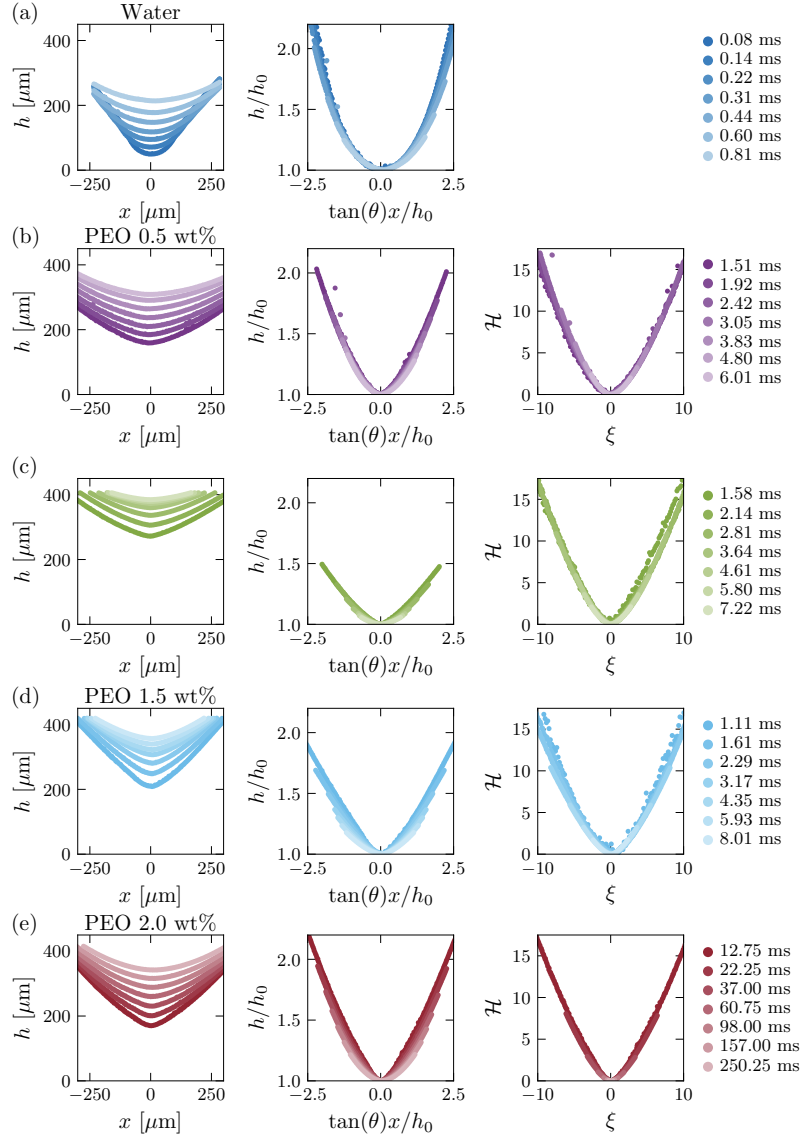 (a)
Water
h [μm]
400
200
0
−250
0
250
x [μm]
h/h₀
2.0
1.5
1.0
−2.5
0.0
2.5
tan(θ)x/h₀
0.08 ms
0.14 ms
0.22 ms
0.31 ms
0.44 ms
0.60 ms
0.81 ms
(b)
PEO 0.5 wt%
h [μm]
400
200
0
−250
0
250
x [μm]
h/h₀
2.0
1.5
1.0
−2.5
0.0
2.5
tan(θ)x/h₀
ℋ
15
10
5
0
−10
0
10
ξ
1.51 ms
1.92 ms
2.42 ms
3.05 ms
3.83 ms
4.80 ms
6.01 ms
(c)
h [μm]
400
200
0
−250
0
250
x [μm]
h/h₀
2.0
1.5
1.0
−2.5
0.0
2.5
tan(θ)x/h₀
ℋ
15
10
5
0
−10
0
10
ξ
1.58 ms
2.14 ms
2.81 ms
3.64 ms
4.61 ms
5.80 ms
7.22 ms
(d)
PEO 1.5 wt%
h [μm]
400
200
0
−250
0
250
x [μm]
h/h₀
2.0
1.5
1.0
−2.5
0.0
2.5
tan(θ)x/h₀
ℋ
15
10
5
0
−10
0
10
ξ
1.11 ms
1.61 ms
2.29 ms
3.17 ms
4.35 ms
5.93 ms
8.01 ms
(e)
PEO 2.0 wt%
h [μm]
400
200
0
−250
0
250
x [μm]
h/h₀
2.0
1.5
1.0
−2.5
0.0
2.5
tan(θ)x/h₀
ℋ
15
10
5
0
−10
0
10
ξ
12.75 ms
22.25 ms
37.00 ms
60.75 ms
98.00 ms
157.00 ms
250.25 ms